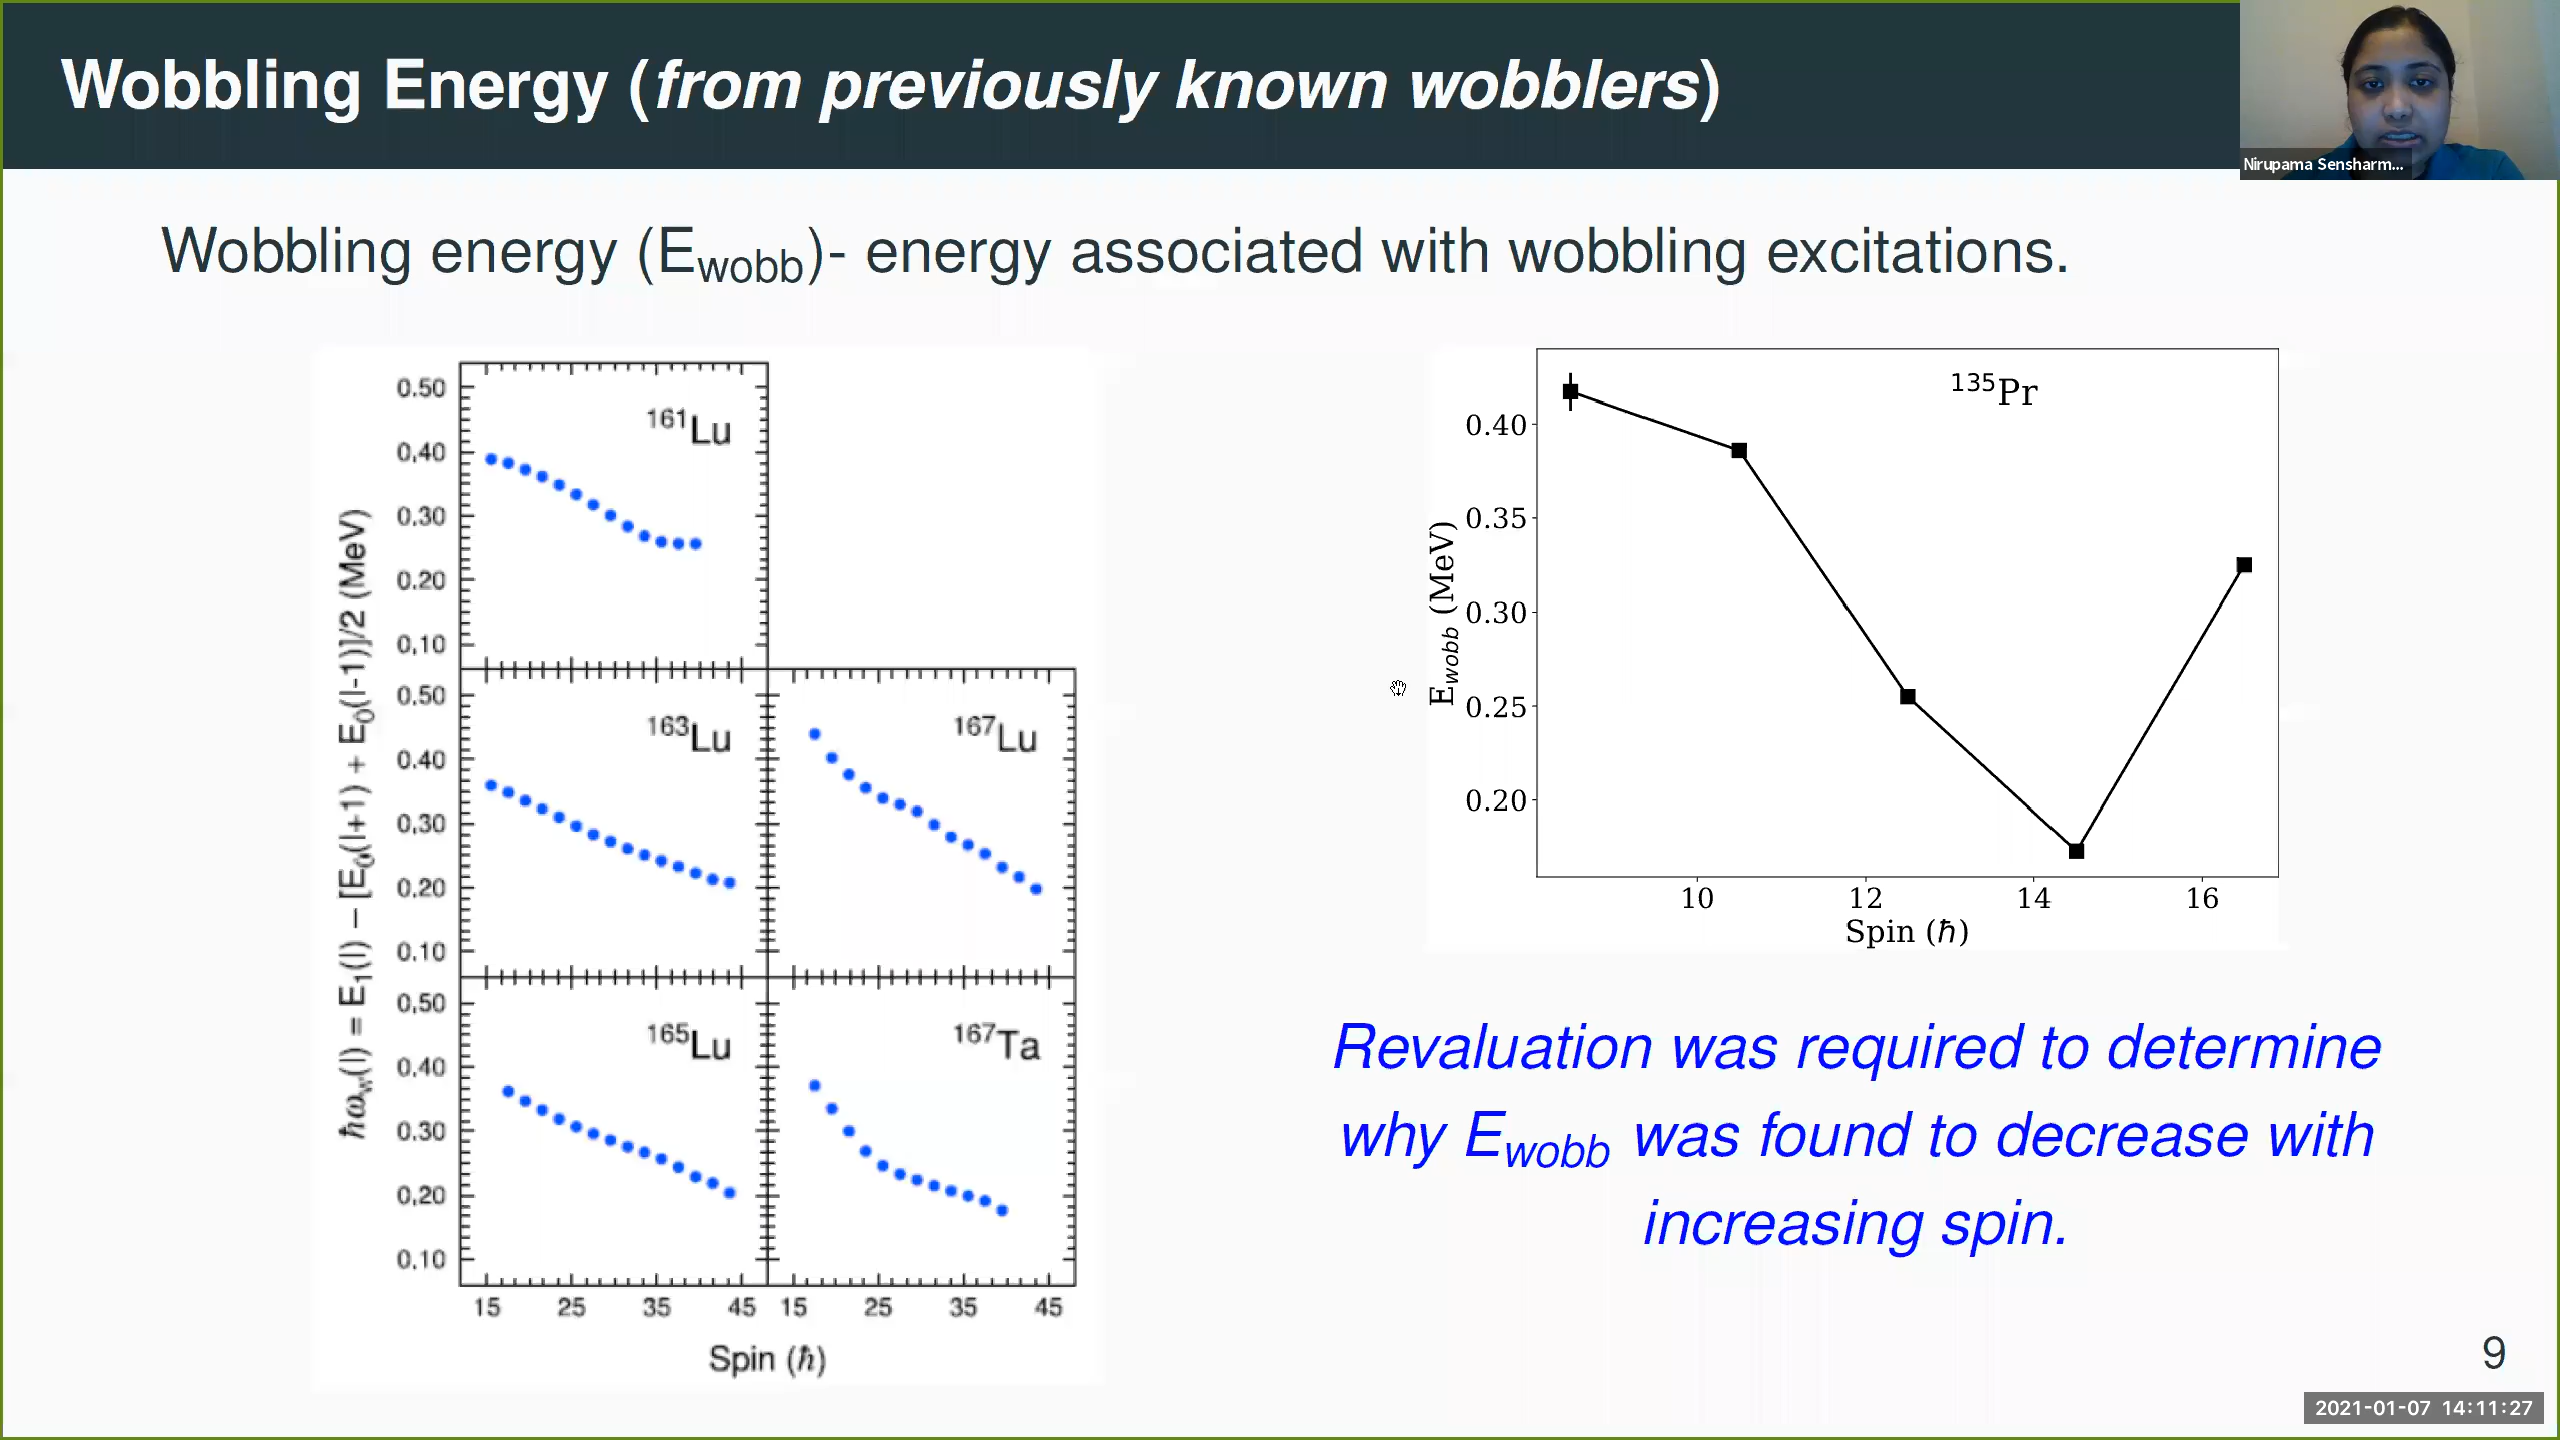 Wobbling Energy (from previously known wobblers)
Nirupama Sensharm...
Wobbling energy (E_wobb)- energy associated with wobbling excitations.
ħω_w(I) = E₁(I) − [E₀(I+1) + E₀(I-1)]/2 (MeV)
0.50
0.40
0.30
0.20
0.10
¹⁶¹Lu
0.50
0.40
0.30
0.20
0.10
¹⁶³Lu
¹⁶⁷Lu
0.50
0.40
0.30
0.20
0.10
¹⁶⁵Lu
¹⁶⁷Ta
15 25 35 45 15 25 35 45
Spin (ħ)
¹³⁵Pr
E_wobb (MeV)
0.40
0.35
0.30
0.25
0.20
10 12 14 16
Spin (ħ)
Revaluation was required to determine
why E_wobb was found to decrease with
increasing spin.
9
2021-01-07 14:11:27